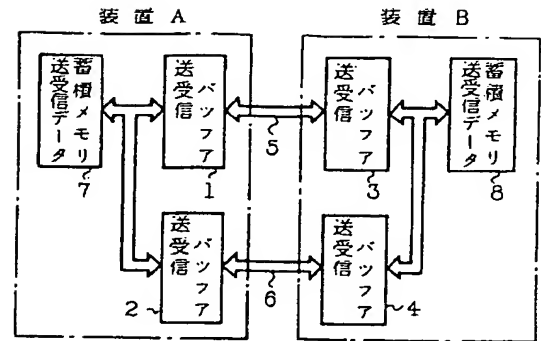 装置A
装置B
送受信データ
蓄積メモリ
7
送受信
バッファ
1
5
送受信
バッファ
3
送受信データ
蓄積メモリ
8
送受信
バッファ
2
6
送受信
バッファ
4